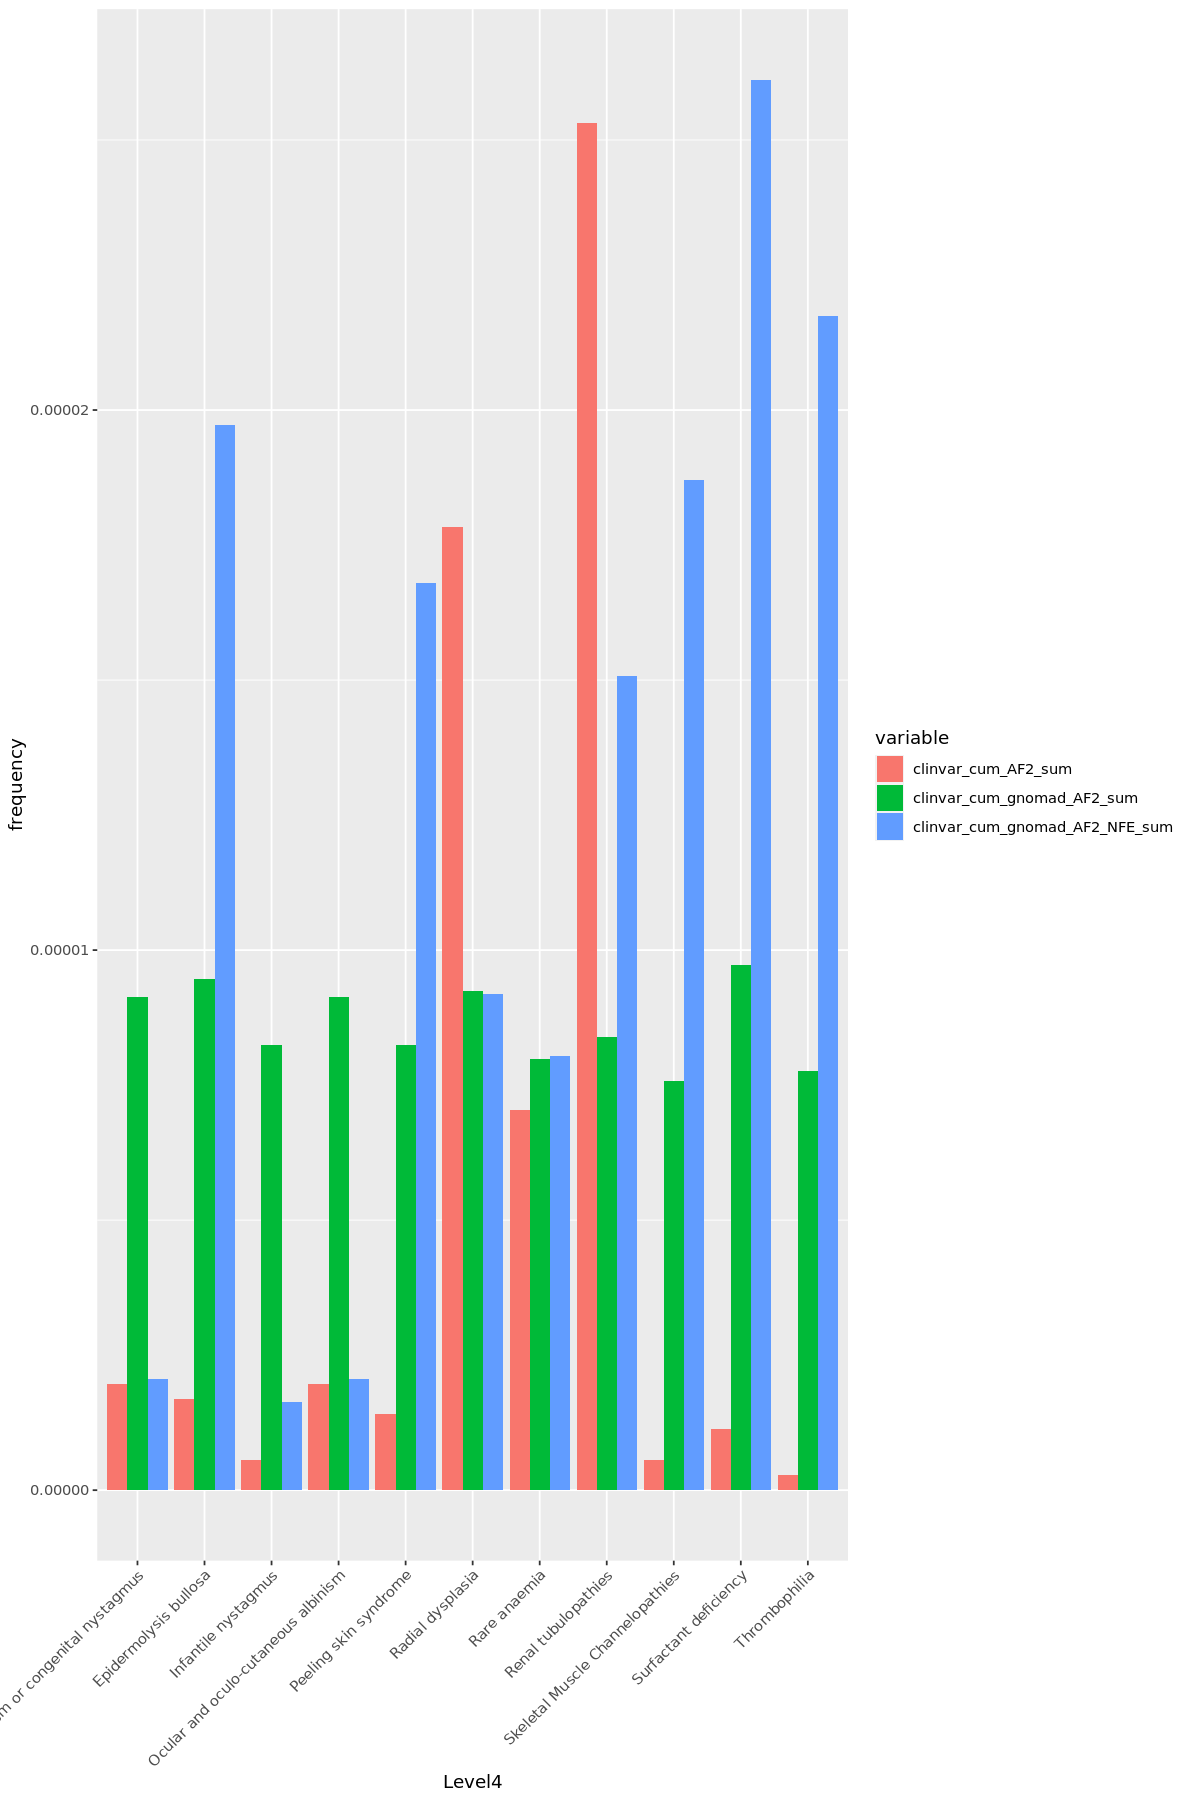 frequency
0.00002
0.00001
0.00000
or congenital nystagmus
Epidermolysis bullosa
Infantile nystagmus
Ocular and oculo-cutaneous albinism
Peeling skin syndrome
Radial dysplasia
Rare anaemia
Renal tubulopathies
Skeletal Muscle Channelopathies
Surfactant deficiency
Thrombophilia
Level4
variable
clinvar_cum_AF2_sum
clinvar_cum_gnomad_AF2_sum
clinvar_cum_gnomad_AF2_NFE_sum